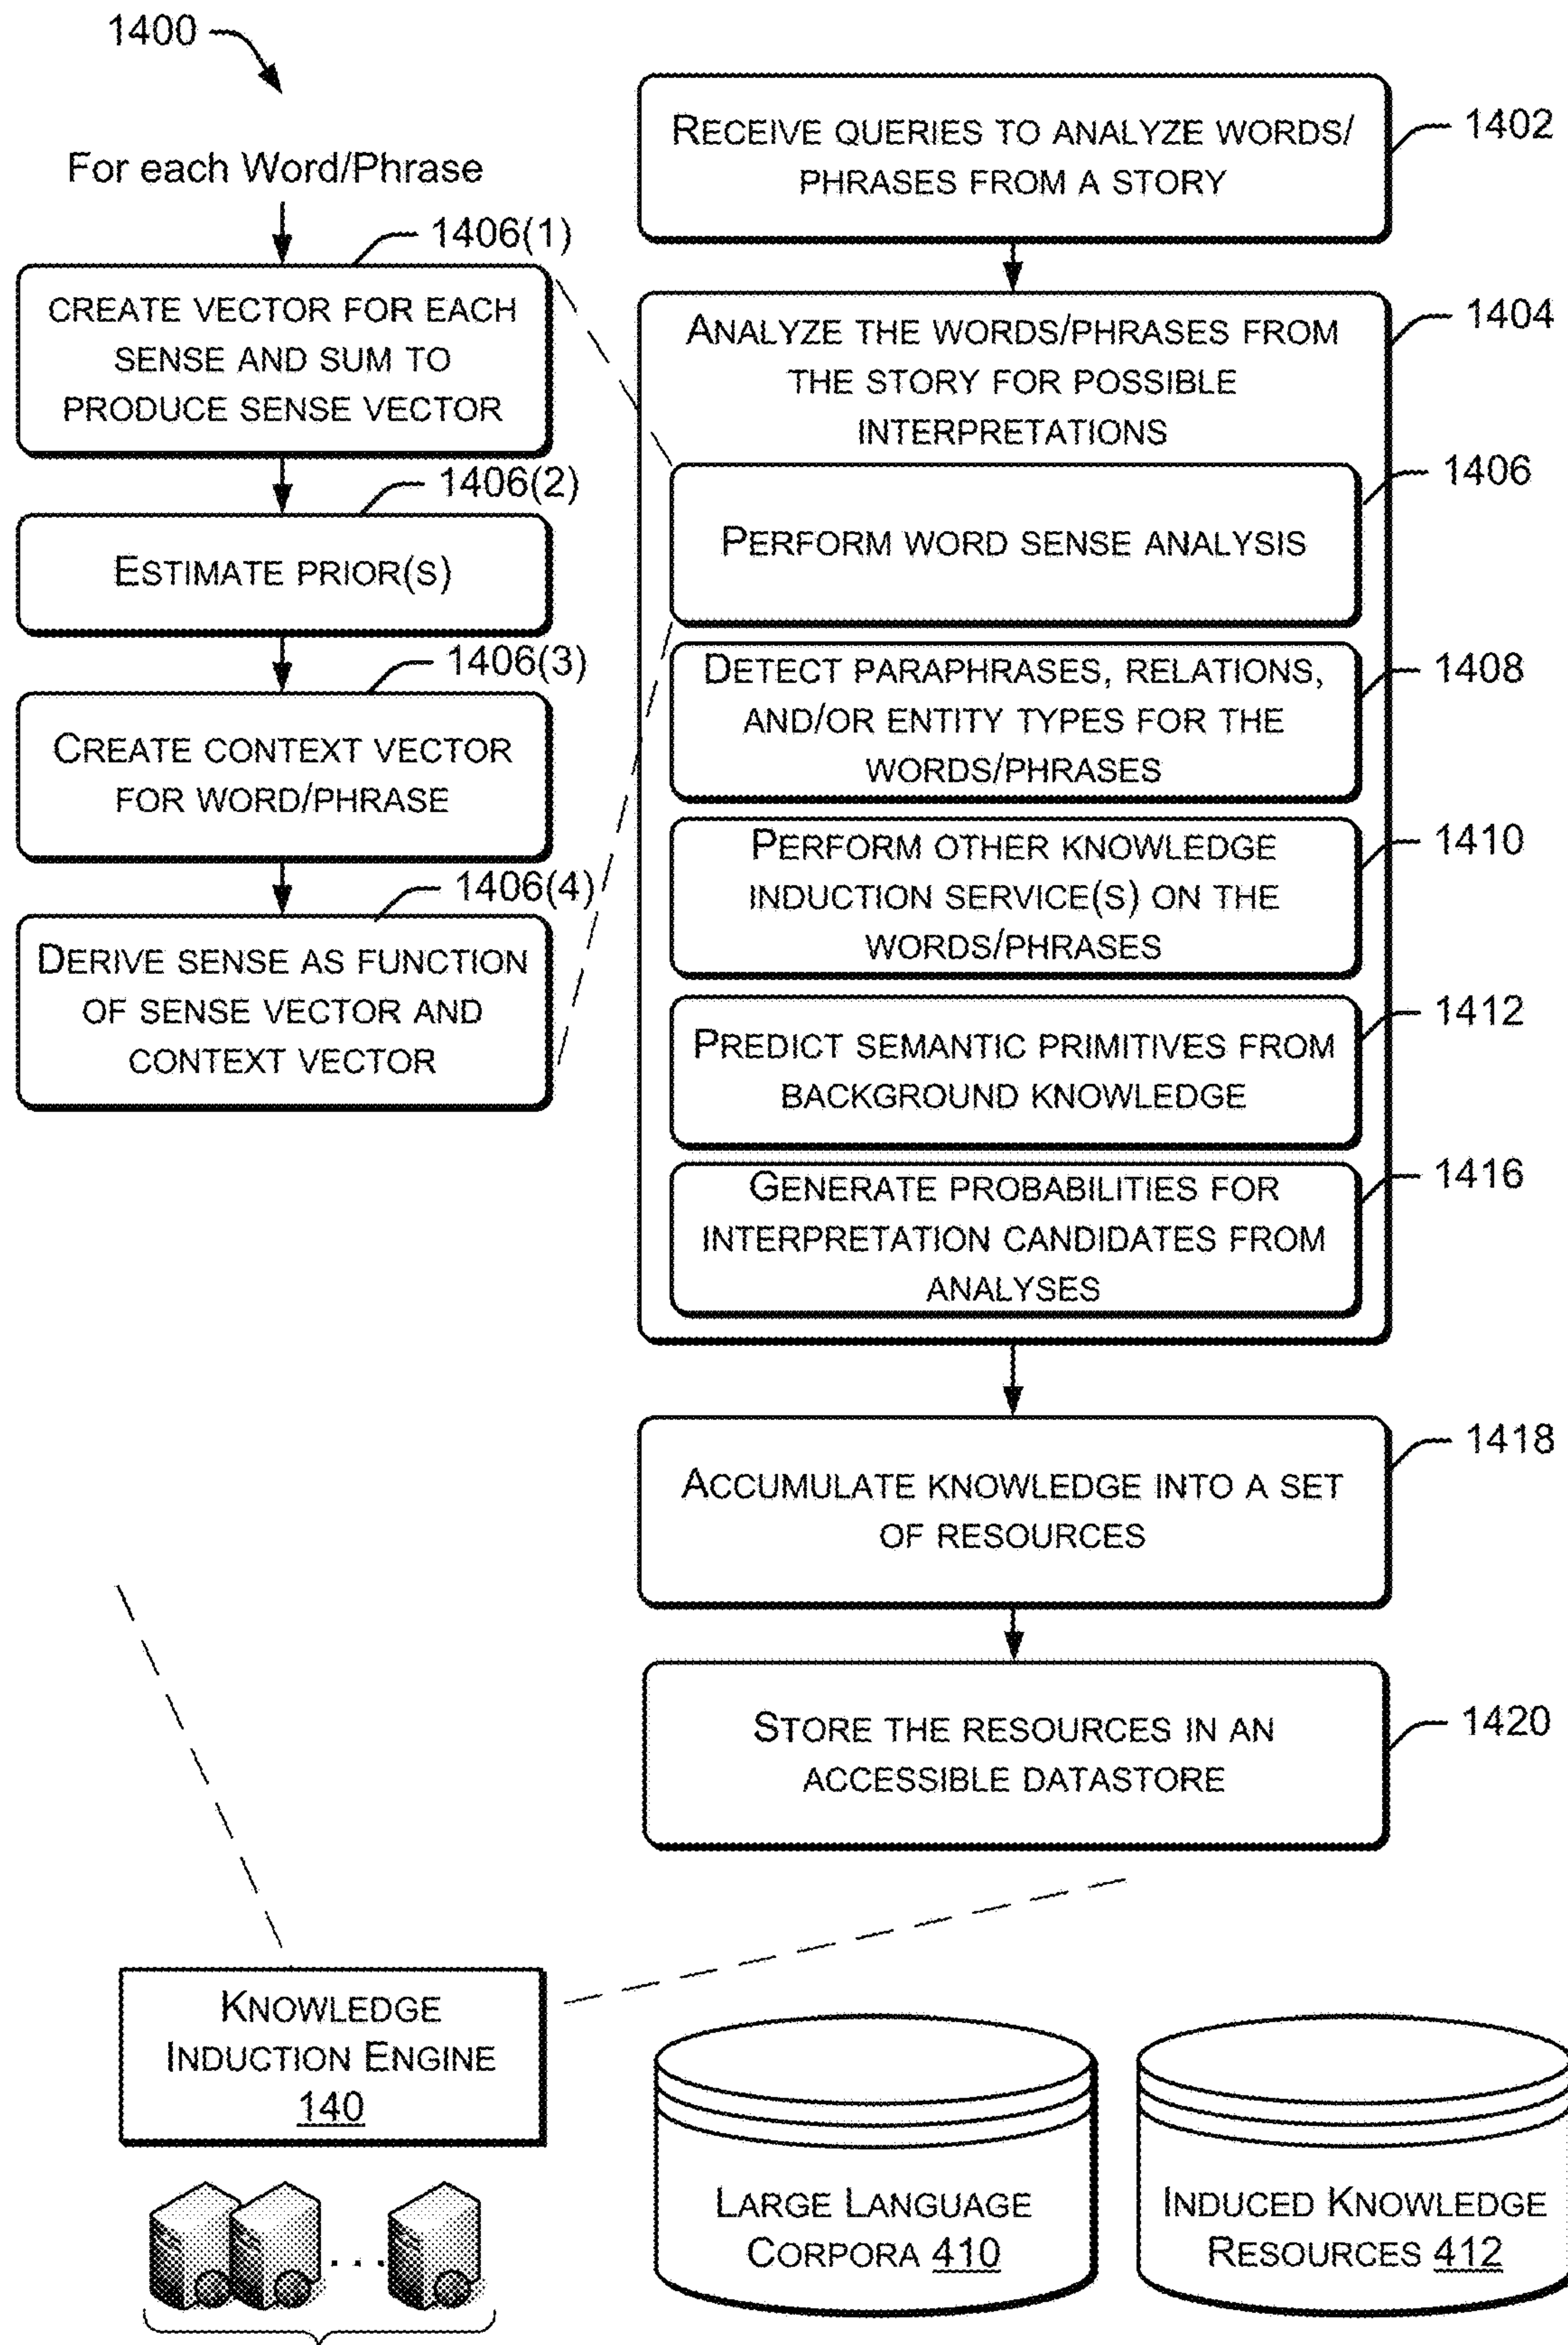 1400
For each Word/Phrase
1406(1)
CREATE VECTOR FOR EACH
SENSE AND SUM TO
PRODUCE SENSE VECTOR
1406(2)
ESTIMATE PRIOR(S)
1406(3)
CREATE CONTEXT VECTOR
FOR WORD/PHRASE
1406(4)
DERIVE SENSE AS FUNCTION
OF SENSE VECTOR AND
CONTEXT VECTOR
RECEIVE QUERIES TO ANALYZE WORDS/
PHRASES FROM A STORY
1402
ANALYZE THE WORDS/PHRASES FROM
THE STORY FOR POSSIBLE
INTERPRETATIONS
1404
PERFORM WORD SENSE ANALYSIS
1406
DETECT PARAPHRASES, RELATIONS,
AND/OR ENTITY TYPES FOR THE
WORDS/PHRASES
1408
PERFORM OTHER KNOWLEDGE
INDUCTION SERVICE(S) ON THE
WORDS/PHRASES
1410
PREDICT SEMANTIC PRIMITIVES FROM
BACKGROUND KNOWLEDGE
1412
GENERATE PROBABILITIES FOR
INTERPRETATION CANDIDATES FROM
ANALYSES
1416
ACCUMULATE KNOWLEDGE INTO A SET
OF RESOURCES
1418
STORE THE RESOURCES IN AN
ACCESSIBLE DATASTORE
1420
KNOWLEDGE
INDUCTION ENGINE
140
. . .
LARGE LANGUAGE
CORPORA 410
INDUCED KNOWLEDGE
RESOURCES 412